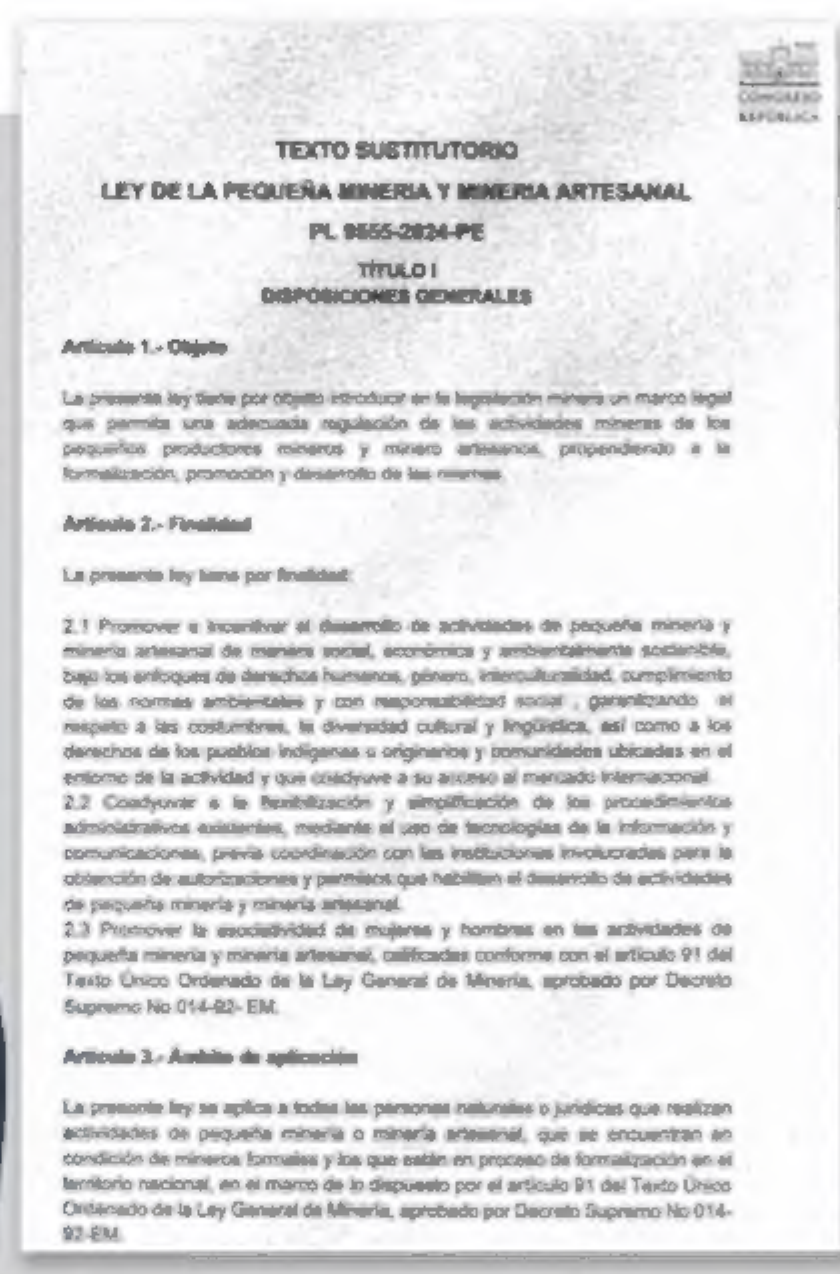 CONGRESO
REPÚBLICA
TEXTO SUSTITUTORIO
LEY DE LA PEQUEÑA MINERIA Y MINERIA ARTESANAL
PL 9555-2024-PE
TÍTULO I
DISPOSICIONES GENERALES
Artículo 1.- Objeto
La presente ley tiene por objeto introducir en la legislación minera un marco legal
que permita una adecuada regulación de las actividades mineras de los
pequeños productores mineros y minero artesanos, propendiendo a la
formalización, promoción y desarrollo de las mismas.
Artículo 2.- Finalidad
La presente ley tiene por finalidad:
2.1 Promover e incentivar el desarrollo de actividades de pequeña minería y
minería artesanal de manera social, económica y ambientalmente sostenible,
bajo los enfoques de derechos humanos, género, interculturalidad, cumplimiento
de las normas ambientales y con responsabilidad social , garantizando el
respeto a las costumbres, la diversidad cultural y lingüística, así como a los
derechos de los pueblos indígenas u originarios y comunidades ubicadas en el
entorno de la actividad y que coadyuve a su acceso al mercado internacional.
2.2 Coadyuvar a la flexibilización y simplificación de los procedimientos
administrativos existentes, mediante el uso de tecnologías de la información y
comunicaciones, previa coordinación con las instituciones involucradas para la
obtención de autorizaciones y permisos que habiliten el desarrollo de actividades
de pequeña minería y minería artesanal.
2.3 Promover la asociatividad de mujeres y hombres en las actividades de
pequeña minería y minería artesanal, calificadas conforme con el artículo 91 del
Texto Único Ordenado de la Ley General de Minería, aprobado por Decreto
Supremo No 014-92- EM.
Artículo 3.- Ámbito de aplicación
La presente ley se aplica a todas las personas naturales o jurídicas que realizan
actividades de pequeña minería o minería artesanal, que se encuentran en
condición de mineros formales y los que están en proceso de formalización en el
territorio nacional, en el marco de lo dispuesto por el artículo 91 del Texto Único
Ordenado de la Ley General de Minería, aprobado por Decreto Supremo No 014-
92-EM.